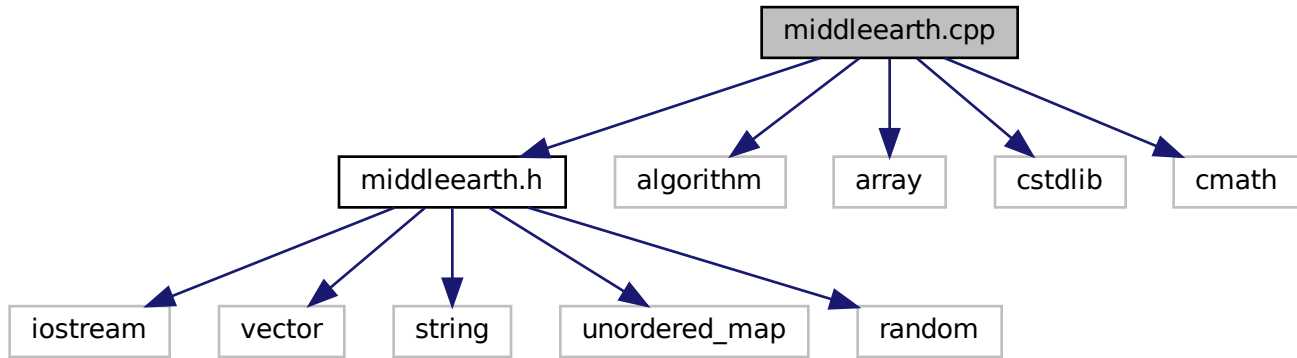 middleearth.cpp
middleearth.h
algorithm
array
cstdlib
cmath
iostream
vector
string
unordered_map
random